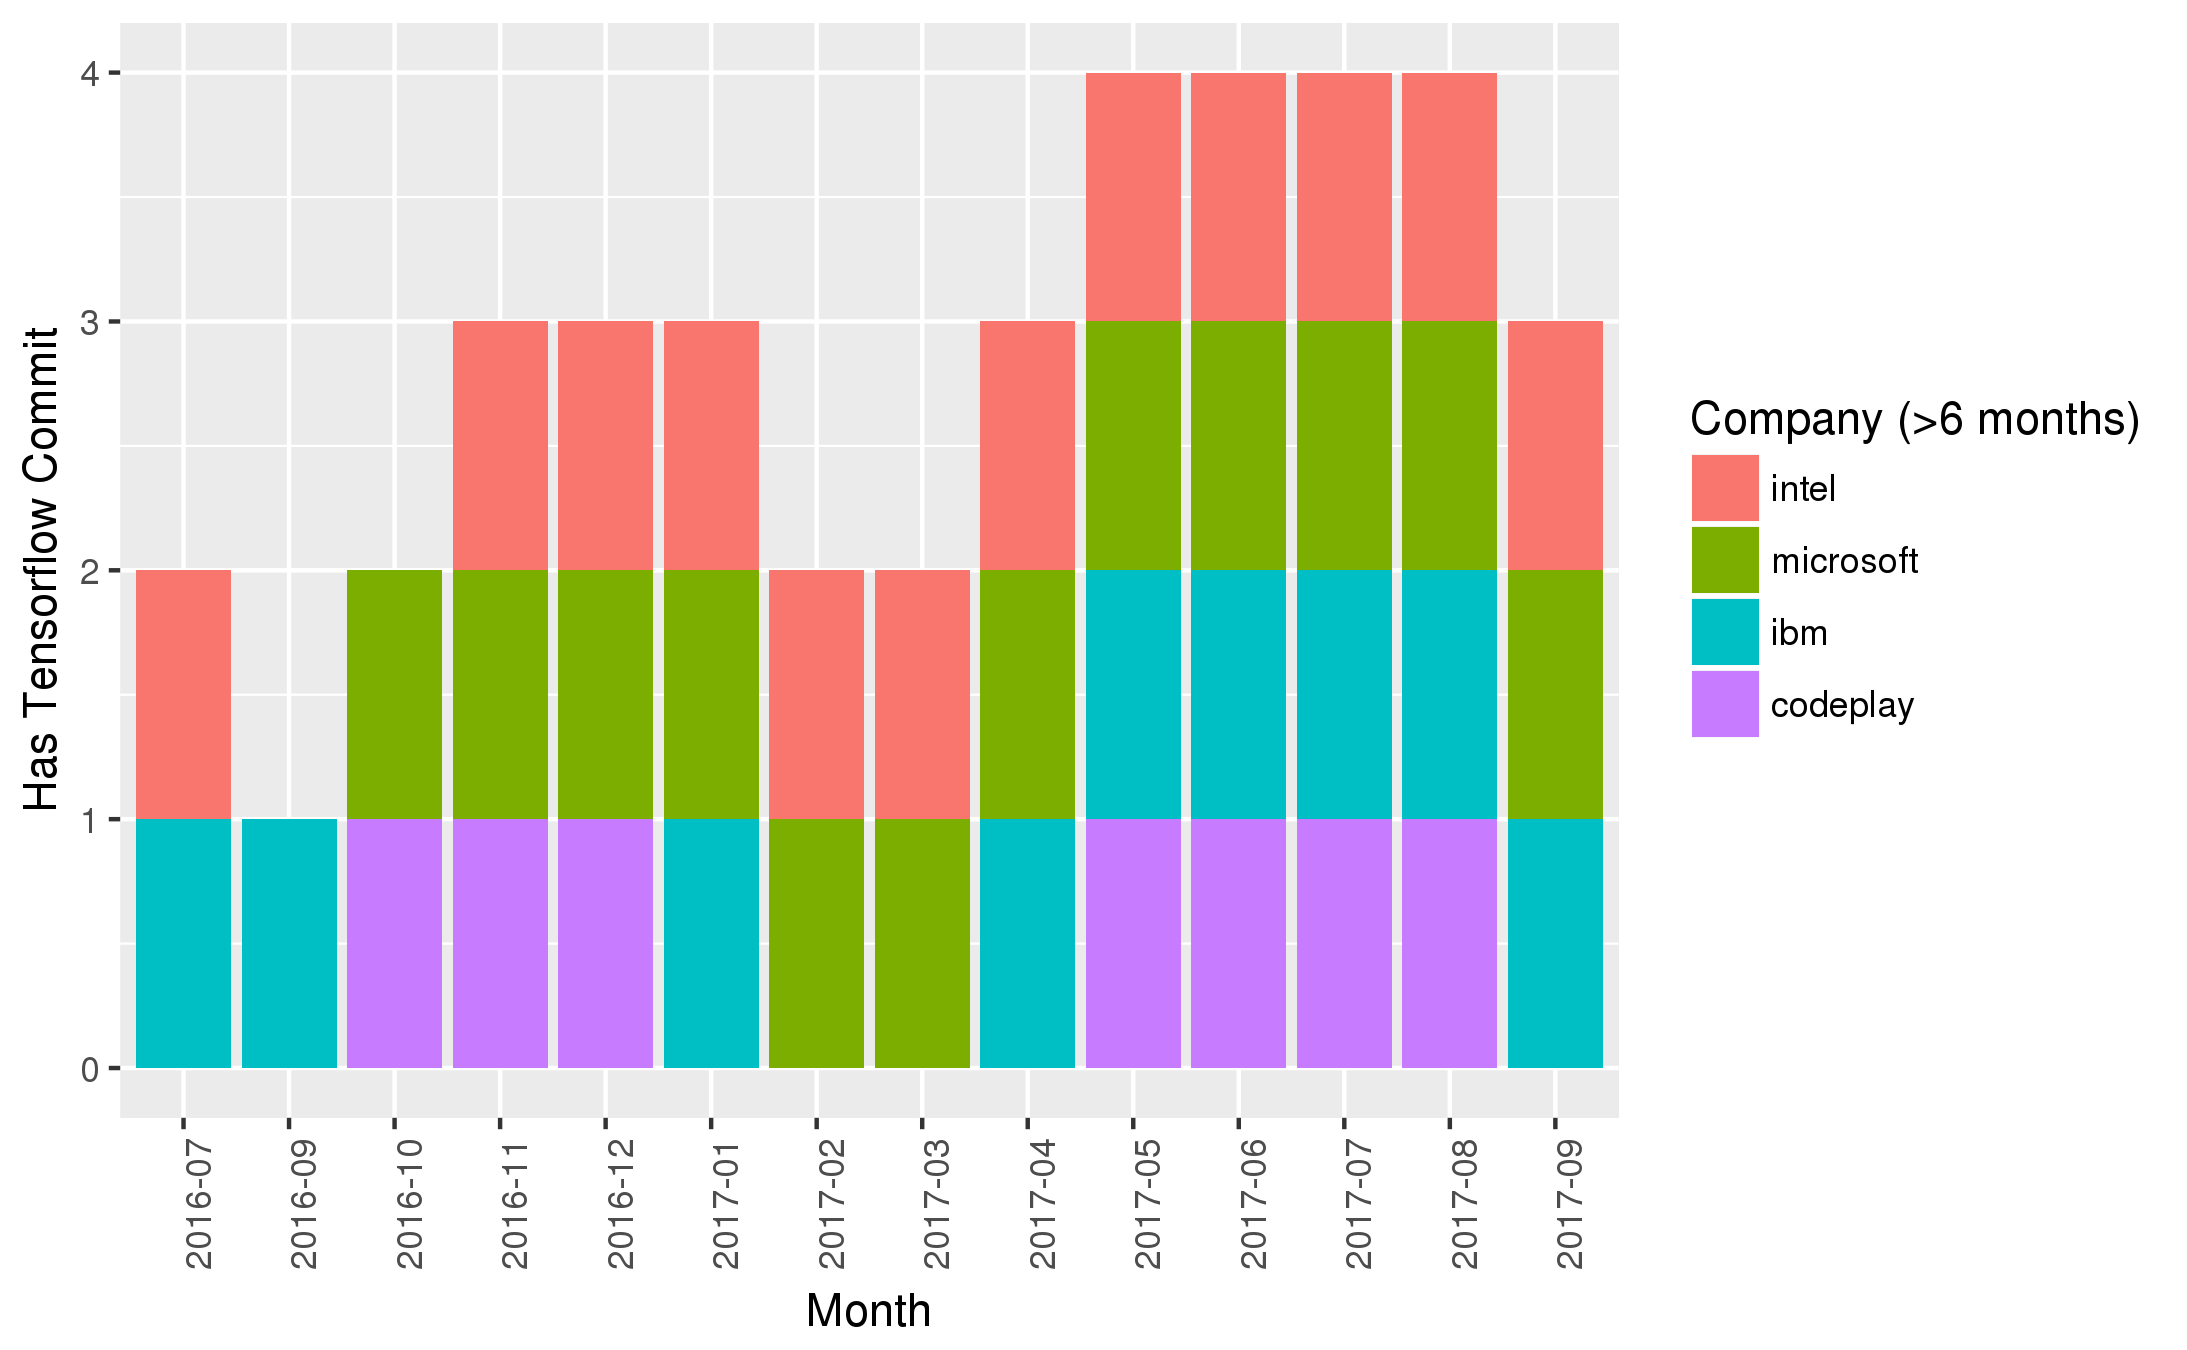 Has Tensorflow Commit
4
3
2
1
0
2016-07
2016-09
2016-10
2016-11
2016-12
2017-01
2017-02
2017-03
2017-04
2017-05
2017-06
2017-07
2017-08
2017-09
Month
Company (>6 months)
intel
microsoft
ibm
codeplay